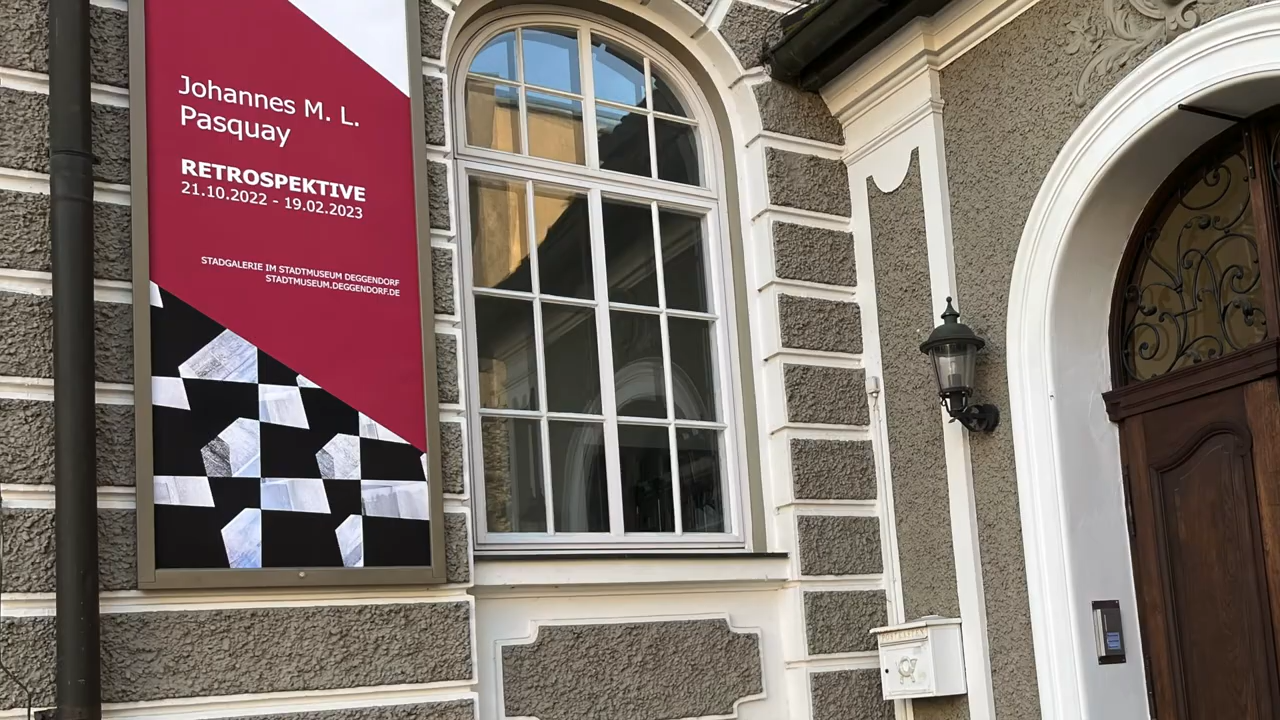 Johannes M. L.
Pasquay
RETROSPEKTIVE
21.10.2022 - 19.02.2023
STADGALERIE IM STADTMUSEUM DEGGENDORF
STADTMUSEUM.DEGGENDORF.DE